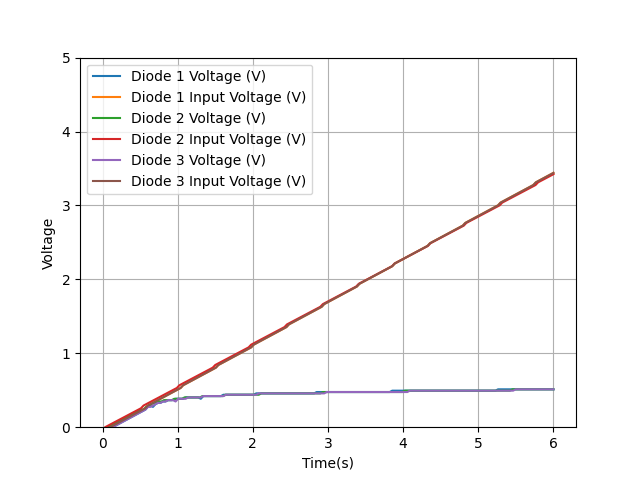 5
4
3
2
1
0
Voltage
Diode 1 Voltage (V)
Diode 1 Input Voltage (V)
Diode 2 Voltage (V)
Diode 2 Input Voltage (V)
Diode 3 Voltage (V)
Diode 3 Input Voltage (V)
0 1 2 3 4 5 6
Time(s)